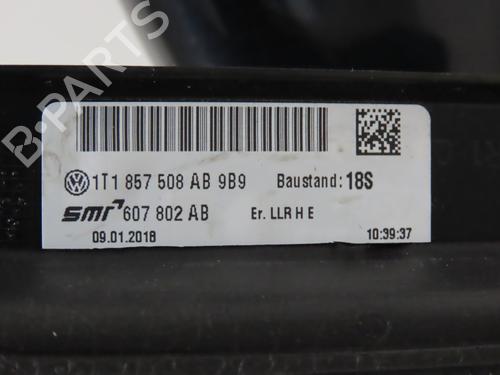 B-PARTS
1T1 857 508 AB 9B9 Baustand: 18S
smr 607 802 AB Er. LLR H E
09.01.2018 10:39:37